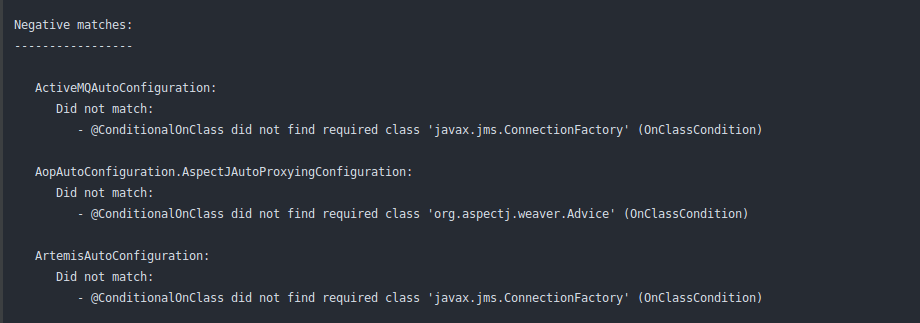 Negative matches:
-----------------
ActiveMQAutoConfiguration:
Did not match:
- @ConditionalOnClass did not find required class 'javax.jms.ConnectionFactory' (OnClassCondition)
AopAutoConfiguration.AspectJAutoProxyingConfiguration:
Did not match:
- @ConditionalOnClass did not find required class 'org.aspectj.weaver.Advice' (OnClassCondition)
ArtemisAutoConfiguration:
Did not match:
- @ConditionalOnClass did not find required class 'javax.jms.ConnectionFactory' (OnClassCondition)